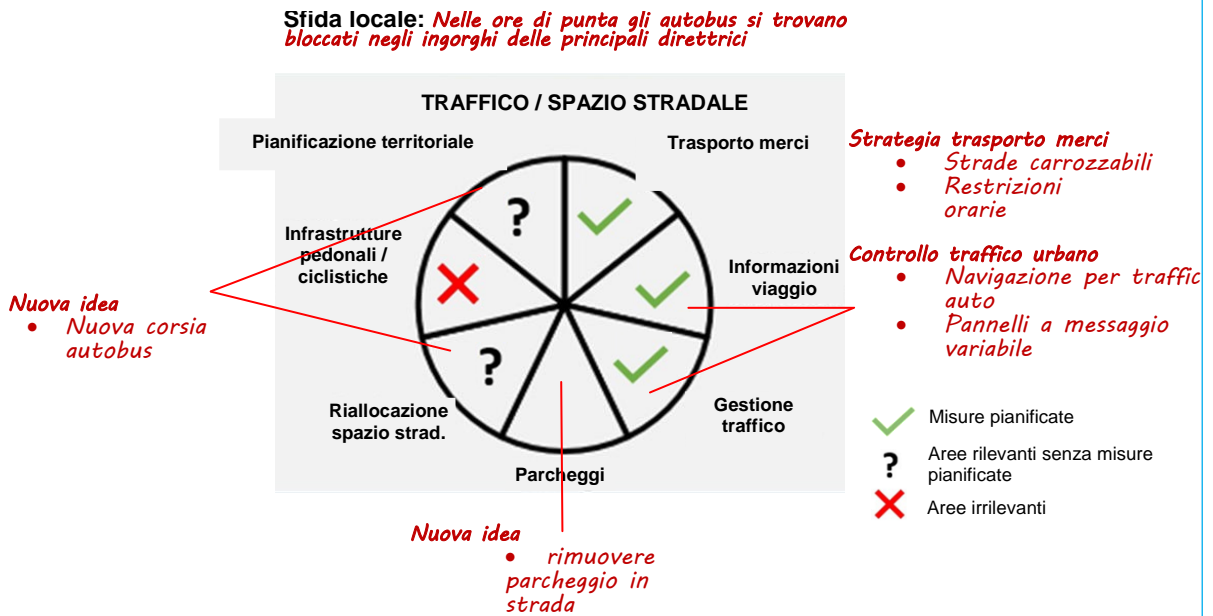 Sfida locale: Nelle ore di punta gli autobus si trovano
bloccati negli ingorghi delle principali direttrici
TRAFFICO / SPAZIO STRADALE
Pianificazione territoriale
Trasporto merci
Strategia trasporto merci
• Strade carrozzabili
• Restrizioni
orarie
?
Infrastrutture
pedonali /
ciclistiche
Informazioni
viaggio
Controllo traffico urbano
• Navigazione per traffic
auto
• Pannelli a messaggio
variabile
Nuova idea
• Nuova corsia
autobus
?
Riallocazione
spazio strad.
Gestione
traffico
Parcheggi
Misure pianificate
? Aree rilevanti senza misure
pianificate
Aree irrilevanti
Nuova idea
• rimuovere
parcheggio in
strada